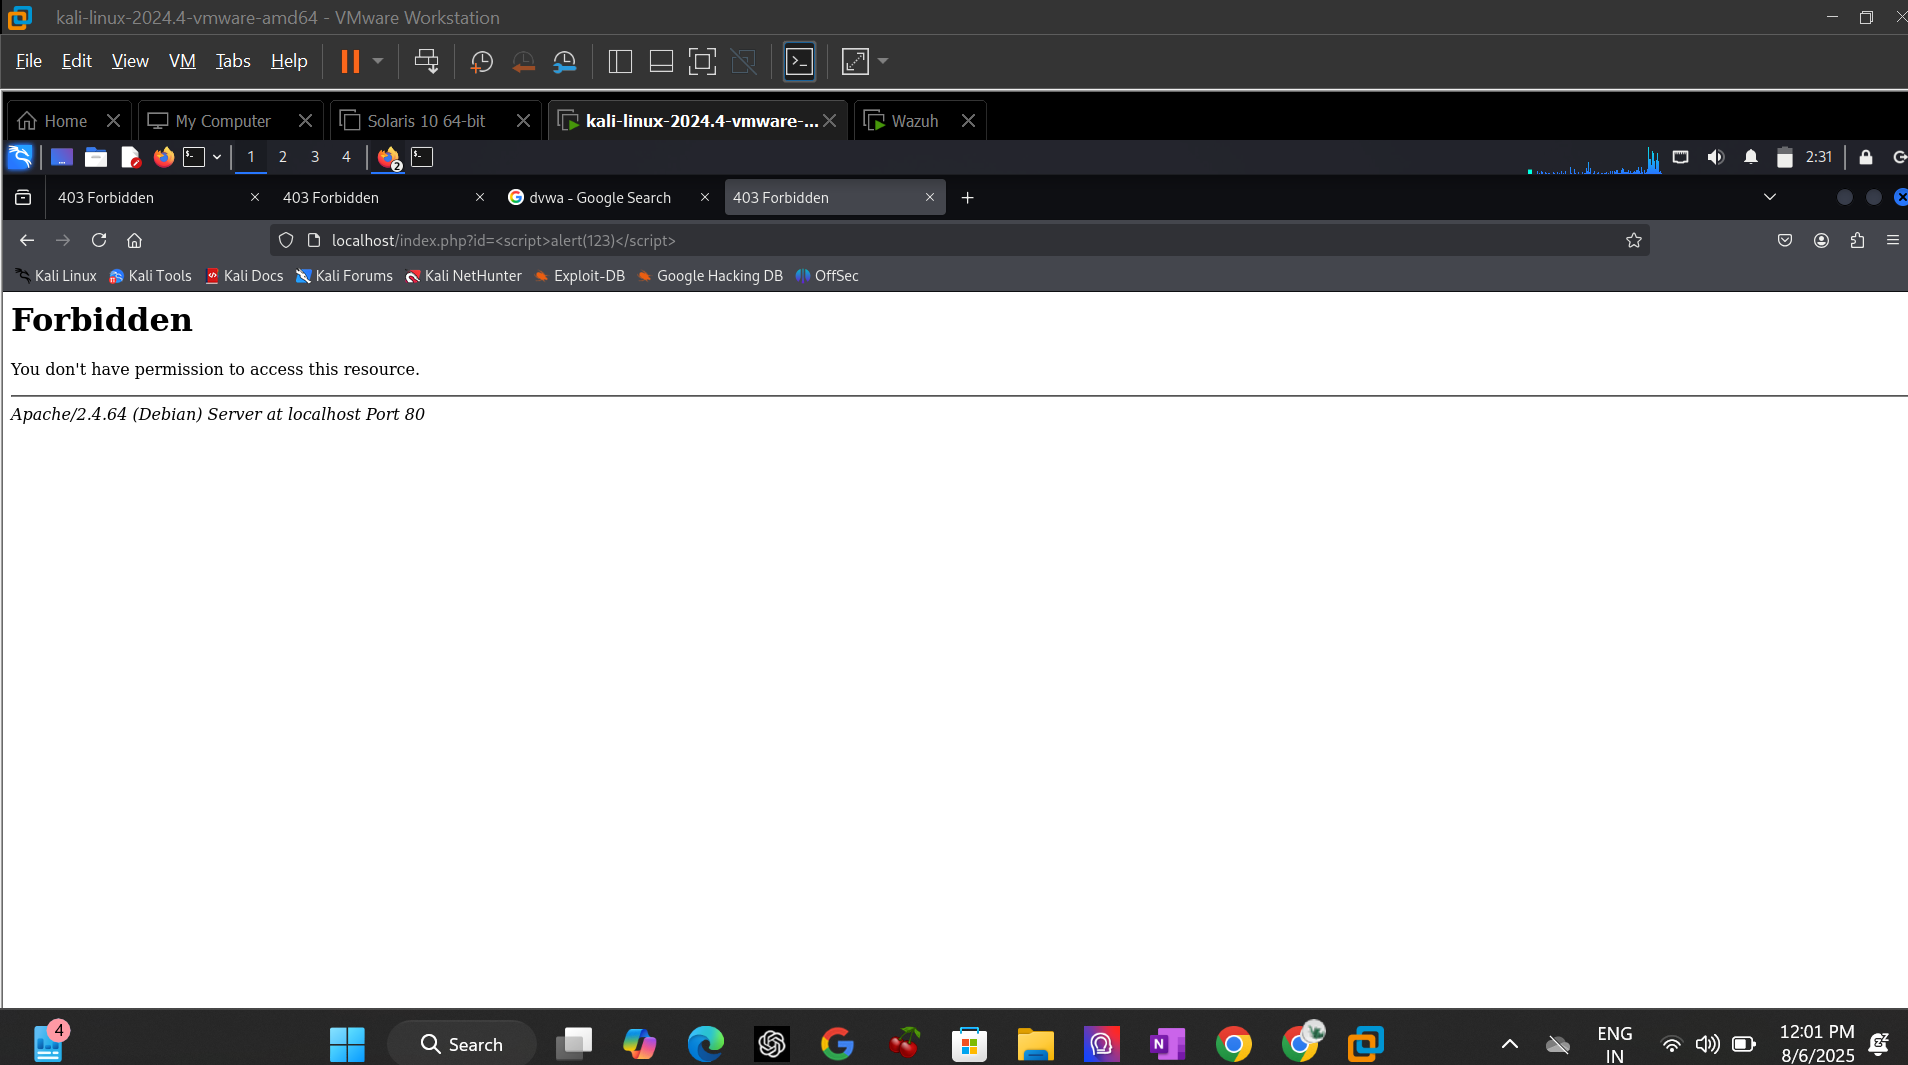 kali-linux-2024.4-vmware-amd64 - VMware Workstation
File Edit View VM Tabs Help
Home My Computer Solaris 10 64-bit kali-linux-2024.4-vmware-... Wazuh
1 2 3 4 2 2:31
403 Forbidden 403 Forbidden dvwa - Google Search 403 Forbidden
localhost/index.php?id=<script>alert(123)</script>
Kali Linux Kali Tools Kali Docs Kali Forums Kali NetHunter Exploit-DB Google Hacking DB OffSec
Forbidden
You don't have permission to access this resource.
Apache/2.4.64 (Debian) Server at localhost Port 80
4 Search ENG 12:01 PM
IN 8/6/2025